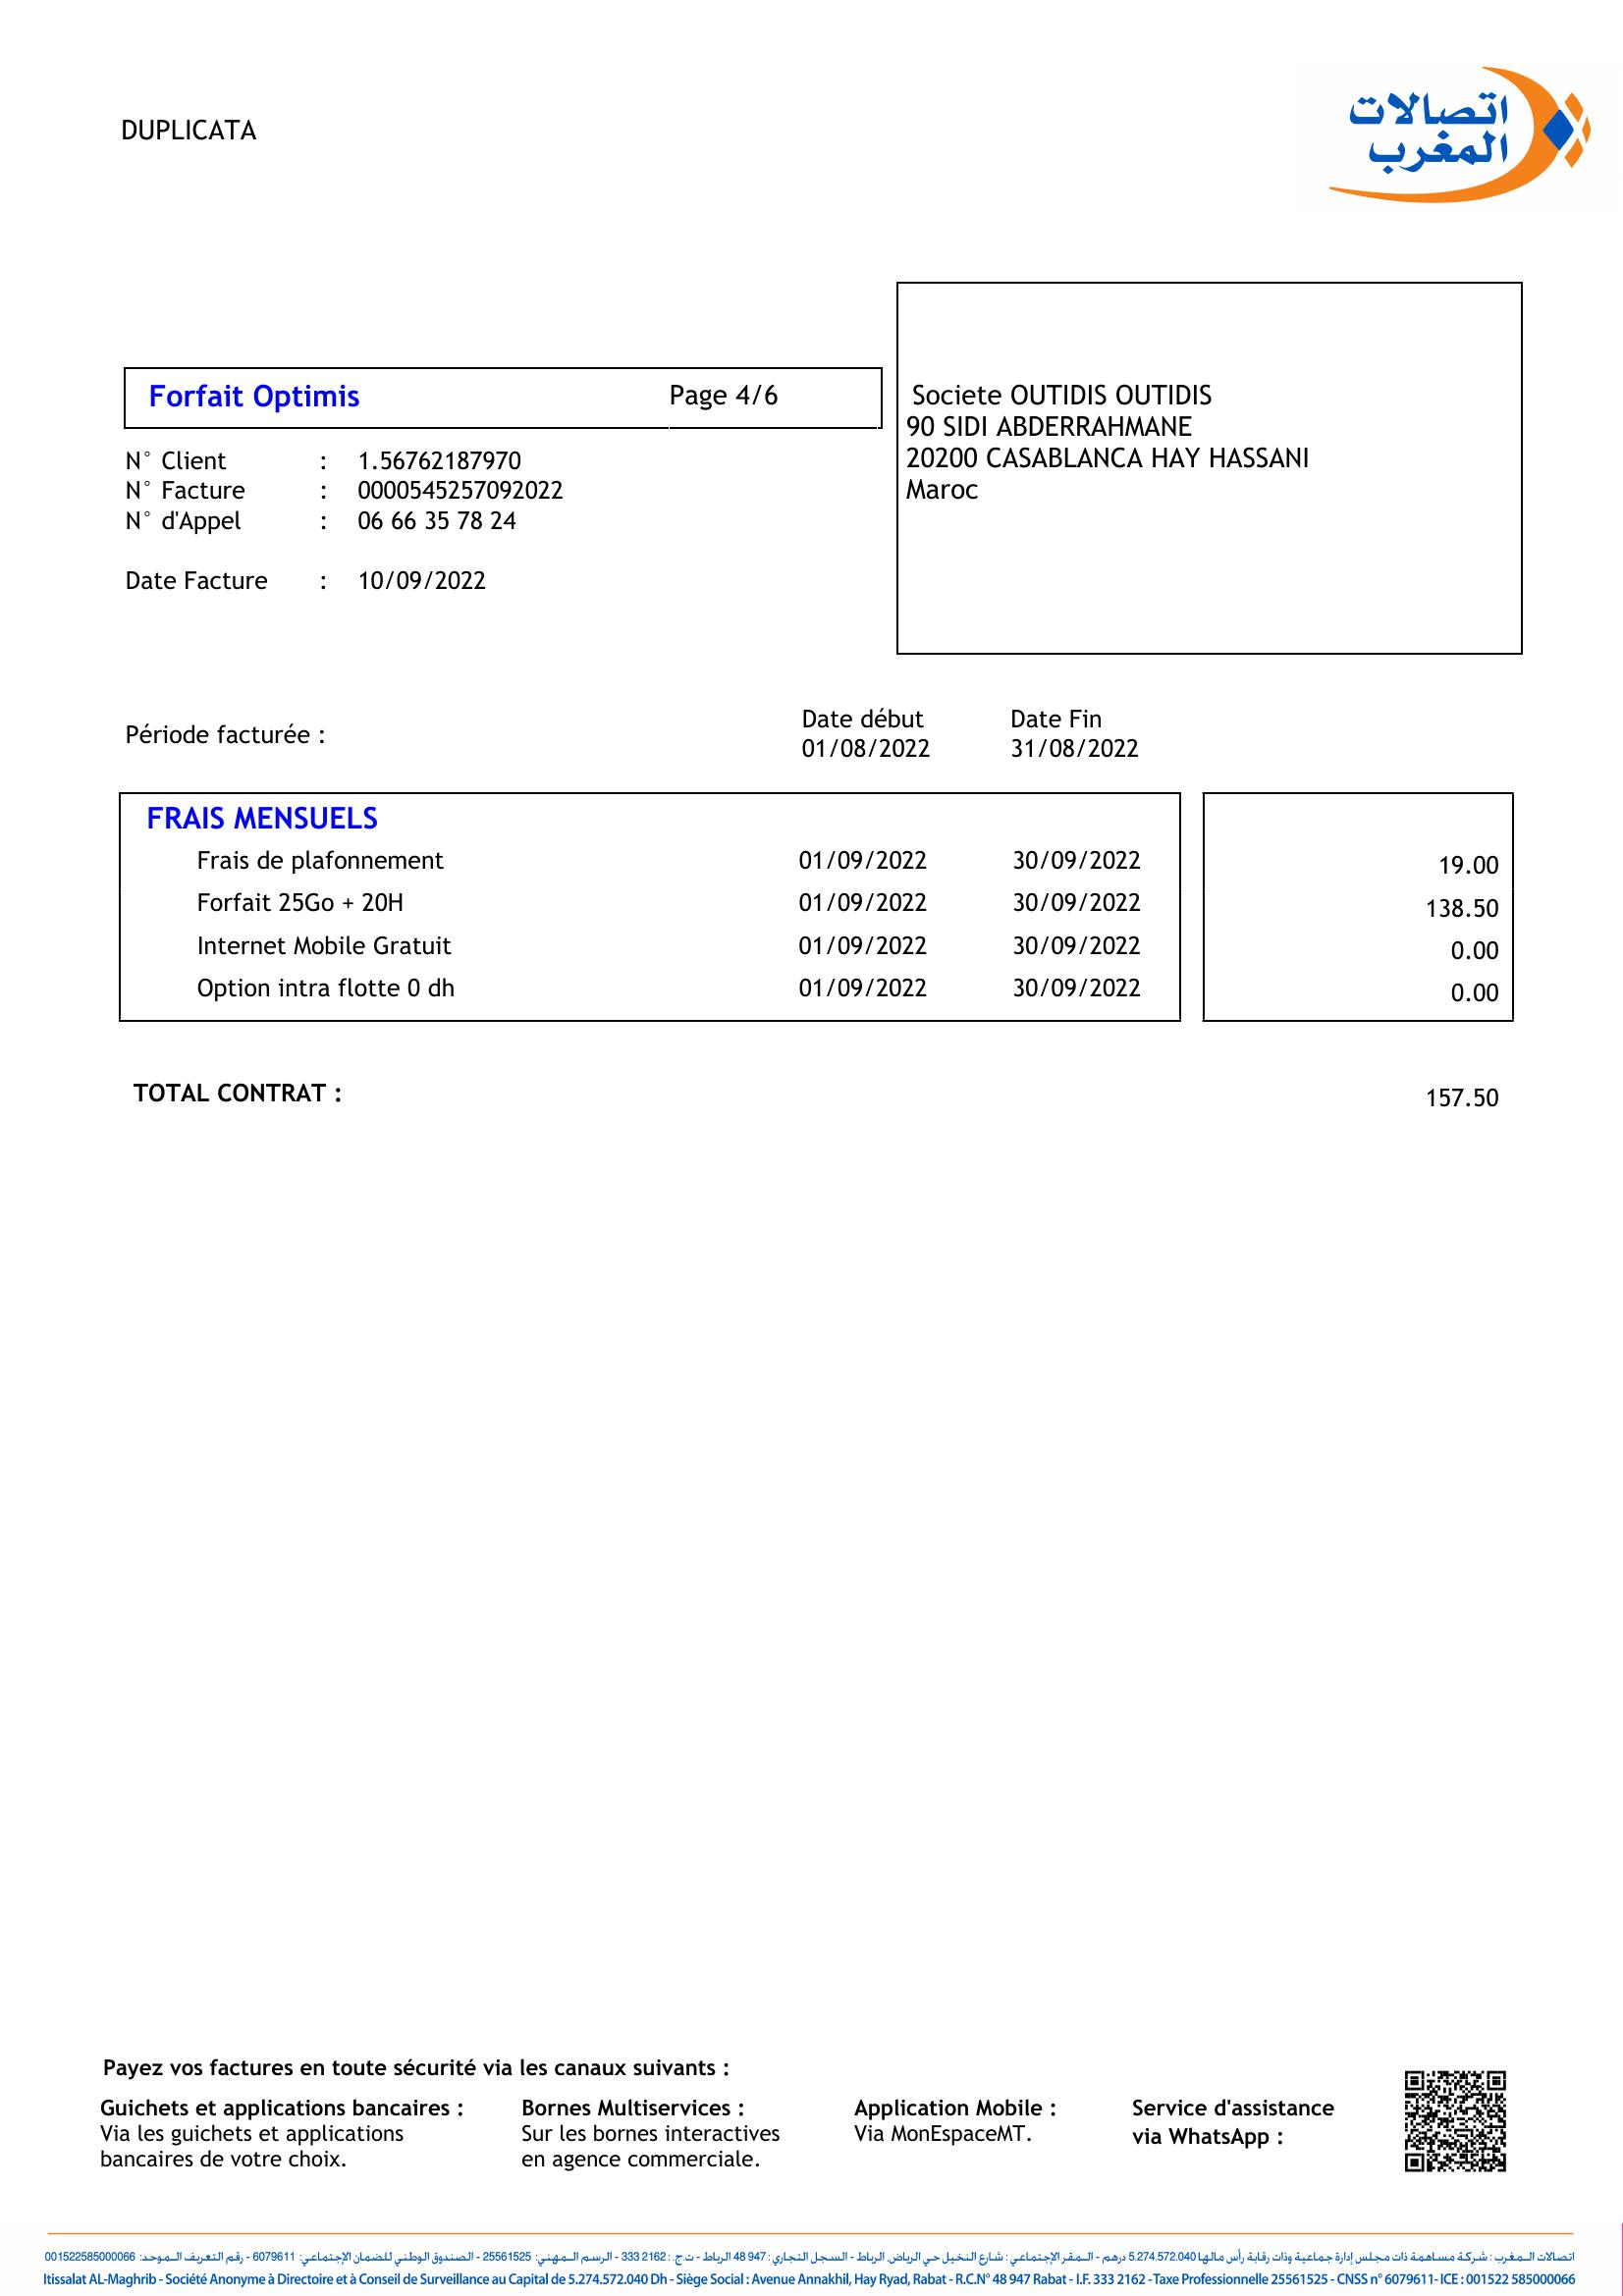 DUPLICATA
اتصالات
المغرب
Forfait Optimis Page 4/6
N° Client : 1.56762187970
N° Facture : 0000545257092022
N° d'Appel : 06 66 35 78 24
Date Facture : 10/09/2022
Societe OUTIDIS OUTIDIS
90 SIDI ABDERRAHMANE
20200 CASABLANCA HAY HASSANI
Maroc
Période facturée :
Date début Date Fin
01/08/2022 31/08/2022
FRAIS MENSUELS
Frais de plafonnement 01/09/2022 30/09/2022 19.00
Forfait 25Go + 20H 01/09/2022 30/09/2022 138.50
Internet Mobile Gratuit 01/09/2022 30/09/2022 0.00
Option intra flotte 0 dh 01/09/2022 30/09/2022 0.00
TOTAL CONTRAT : 157.50
Payez vos factures en toute sécurité via les canaux suivants :
Guichets et applications bancaires :
Via les guichets et applications
bancaires de votre choix.
Bornes Multiservices :
Sur les bornes interactives
en agence commerciale.
Application Mobile :
Via MonEspaceMT.
Service d'assistance
via WhatsApp :
اتصالات الـمـغرب : شركـة مساهمة ذات مجلس إدارة جماعية وذات رقابة رأس مالها 5.274.572.040 درهم - الـمـقـر الإجتماعي : شارع النخيل حي الرياض, الرباط - السـجل التجاري : 947 48 الرباط - ت.ج. : 2162 333 - الرسم الـمهني: 25561525 - الصندوق الوطني للضمان الإجتماعي: 6079611 - رقم التعريف الـموحد: 001522585000066
Itissalat AL-Maghrib - Société Anonyme à Directoire et à Conseil de Surveillance au Capital de 5.274.572.040 Dh - Siège Social : Avenue Annakhil, Hay Ryad, Rabat - R.C.N° 48 947 Rabat - I.F. 333 2162 - Taxe Professionnelle 25561525 - CNSS n° 6079611- ICE : 001522 585000066